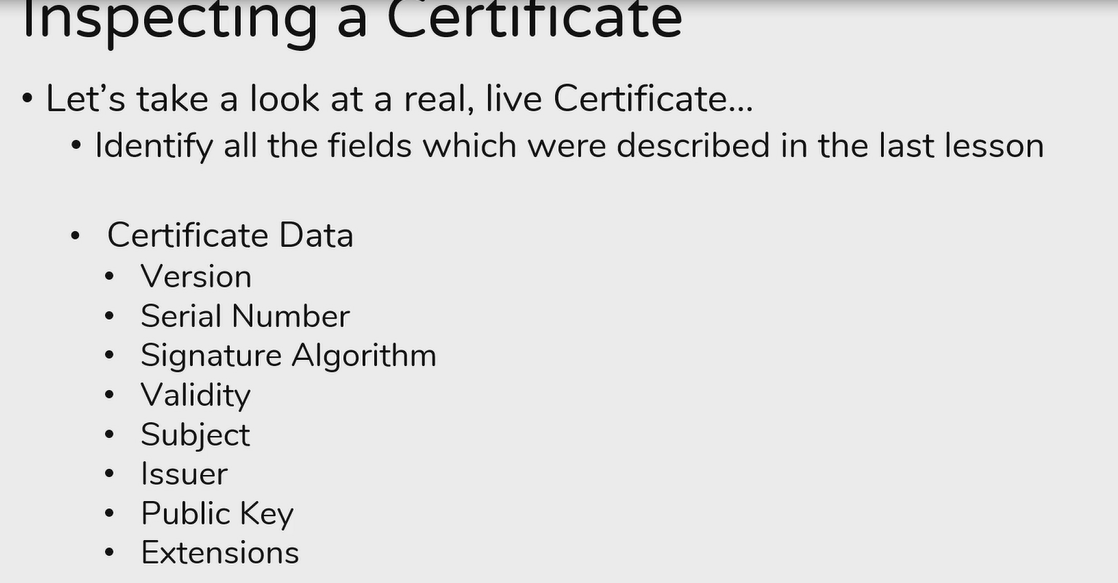 Inspecting a Certificate
• Let’s take a look at a real, live Certificate...
• Identify all the fields which were described in the last lesson
• Certificate Data
• Version
• Serial Number
• Signature Algorithm
• Validity
• Subject
• Issuer
• Public Key
• Extensions